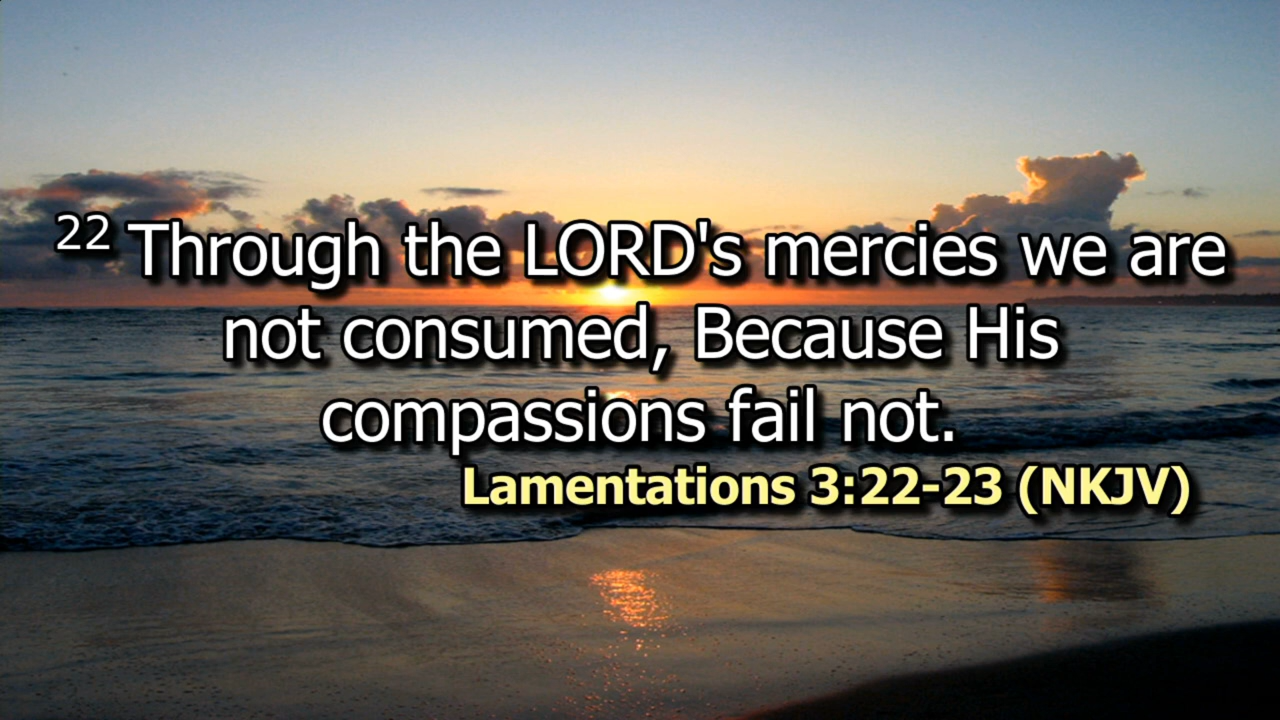 22 Through the LORD's mercies we are
not consumed, Because His
compassions fail not.
Lamentations 3:22-23 (NKJV)